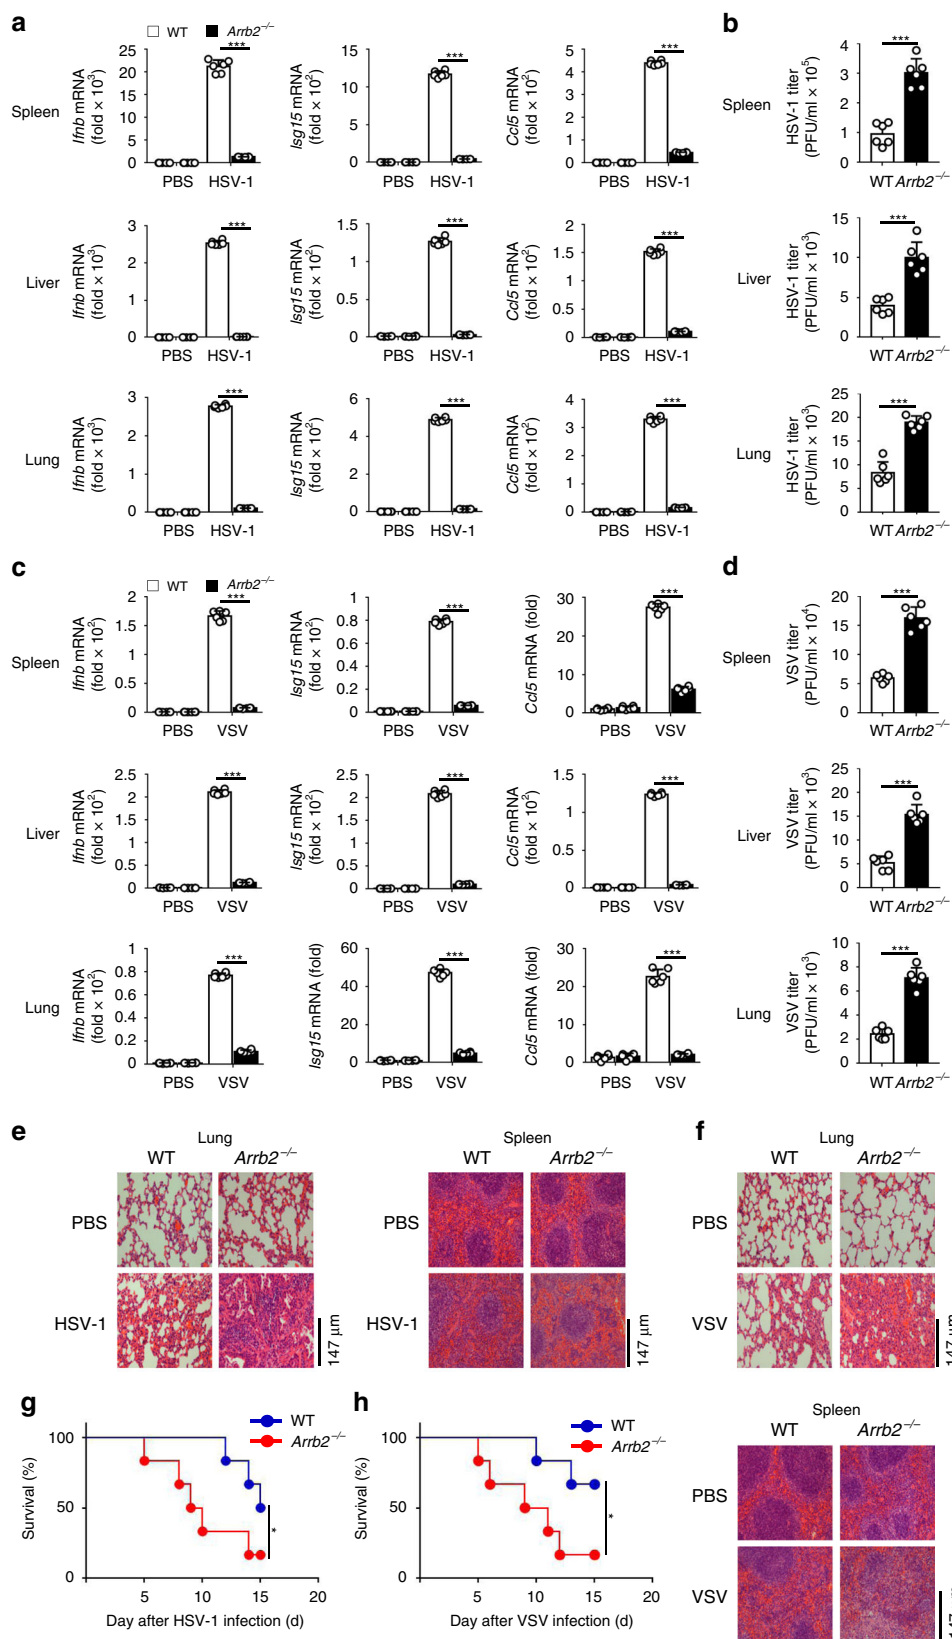 a
WT Arrb2−/−
Spleen
Ifnb mRNA (fold × 10³)
25
20
15
10
5
0
PBS HSV-1
***
Isg15 mRNA (fold × 10²)
15
10
5
0
PBS HSV-1
***
Ccl5 mRNA (fold × 10²)
5
4
3
2
1
0
PBS HSV-1
***
Liver
Ifnb mRNA (fold × 10³)
3
2
1
0
PBS HSV-1
***
Isg15 mRNA (fold × 10²)
1.5
1
0.5
0
PBS HSV-1
***
Ccl5 mRNA (fold × 10²)
2
1.5
1
0.5
0
PBS HSV-1
***
Lung
Ifnb mRNA (fold × 10³)
3
2
1
0
PBS HSV-1
***
Isg15 mRNA (fold × 10²)
6
4
2
0
PBS HSV-1
***
Ccl5 mRNA (fold × 10²)
4
3
2
1
0
PBS HSV-1
***
b
Spleen
HSV-1 titer (PFU/ml × 10⁵)
4
3
2
1
0
WT Arrb2−/−
***
Liver
HSV-1 titer (PFU/ml × 10³)
15
10
5
0
WT Arrb2−/−
***
Lung
HSV-1 titer (PFU/ml × 10³)
25
20
15
10
5
0
WT Arrb2−/−
***
c
WT Arrb2−/−
Spleen
Ifnb mRNA (fold × 10²)
2
1.5
1
0.5
0
PBS VSV
***
Isg15 mRNA (fold × 10²)
1
0.8
0.6
0.4
0.2
0
PBS VSV
***
Ccl5 mRNA (fold)
30
20
10
0
PBS VSV
***
Liver
Ifnb mRNA (fold × 10²)
2.5
2
1.5
1
0.5
0
PBS VSV
***
Isg15 mRNA (fold × 10²)
2.5
2
1.5
1
0.5
0
PBS VSV
***
Ccl5 mRNA (fold × 10²)
1.5
1
0.5
0
PBS VSV
***
Lung
Ifnb mRNA (fold × 10²)
1
0.8
0.6
0.4
0.2
0
PBS VSV
***
Isg15 mRNA (fold)
60
40
20
0
PBS VSV
***
Ccl5 mRNA (fold)
30
20
10
0
PBS VSV
***
d
Spleen
VSV titer (PFU/ml × 10⁴)
20
15
10
5
0
WT Arrb2−/−
***
Liver
VSV titer (PFU/ml × 10³)
20
15
10
5
0
WT Arrb2−/−
***
Lung
VSV titer (PFU/ml × 10³)
10
8
6
4
2
0
WT Arrb2−/−
***
e
Lung
WT Arrb2−/−
PBS
HSV-1
147 µm
Spleen
WT Arrb2−/−
PBS
HSV-1
147 µm
f
Lung
WT Arrb2−/−
PBS
VSV
147 µm
Spleen
WT Arrb2−/−
PBS
VSV
g
WT
Arrb2−/−
Survival (%)
100
50
0
5 10 15 20
Day after HSV-1 infection (d)
*
h
WT
Arrb2−/−
Survival (%)
100
50
0
5 10 15 20
Day after VSV infection (d)
*